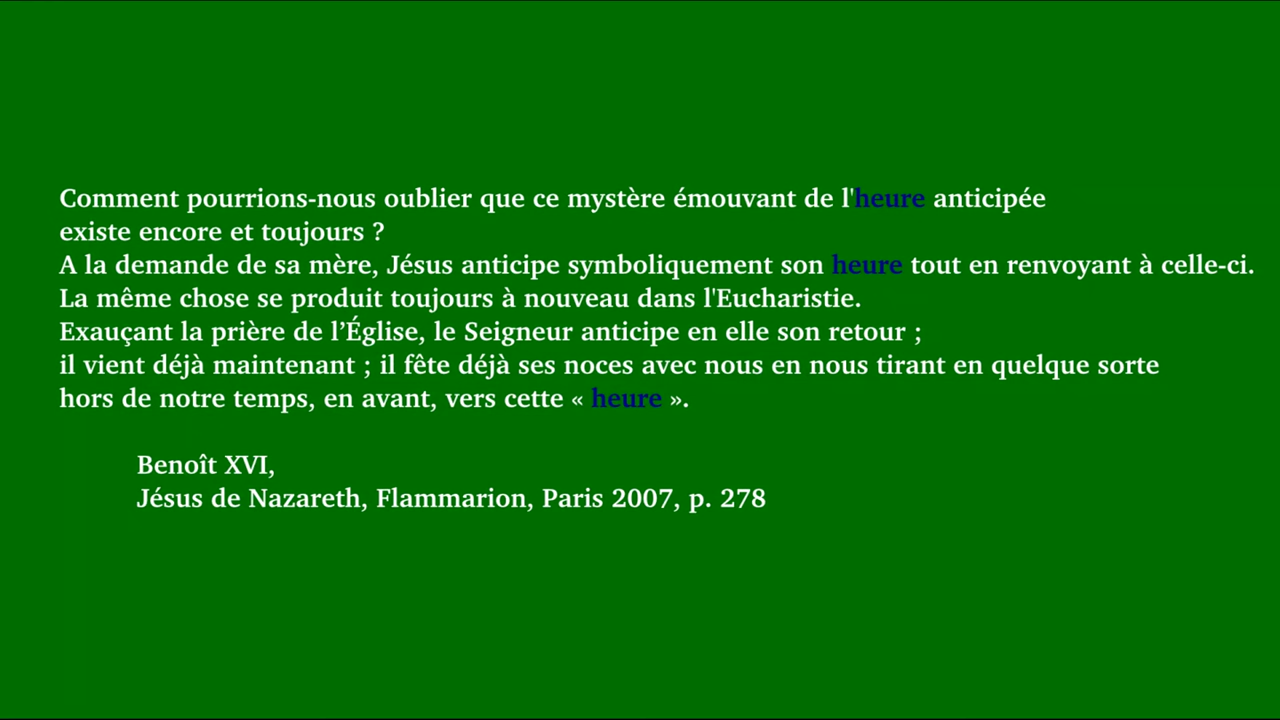 Comment pourrions-nous oublier que ce mystère émouvant de l'heure anticipée
existe encore et toujours ?
A la demande de sa mère, Jésus anticipe symboliquement son heure tout en renvoyant à celle-ci.
La même chose se produit toujours à nouveau dans l'Eucharistie.
Exauçant la prière de l’Église, le Seigneur anticipe en elle son retour ;
il vient déjà maintenant ; il fête déjà ses noces avec nous en nous tirant en quelque sorte
hors de notre temps, en avant, vers cette « heure ».
Benoît XVI,
Jésus de Nazareth, Flammarion, Paris 2007, p. 278